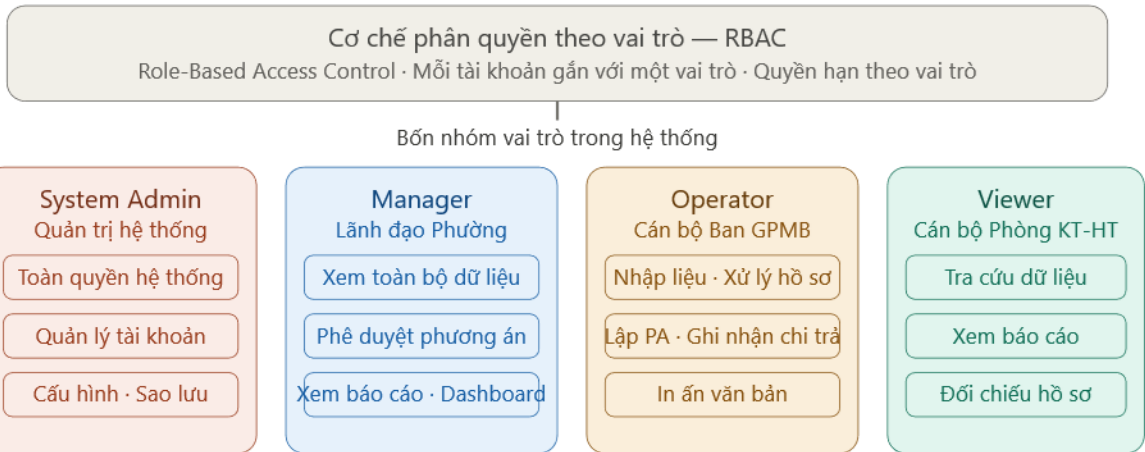 Cơ chế phân quyền theo vai trò — RBAC
Role-Based Access Control · Mỗi tài khoản gắn với một vai trò · Quyền hạn theo vai trò
Bốn nhóm vai trò trong hệ thống
System Admin
Quản trị hệ thống
Toàn quyền hệ thống
Quản lý tài khoản
Cấu hình · Sao lưu
Manager
Lãnh đạo Phường
Xem toàn bộ dữ liệu
Phê duyệt phương án
Xem báo cáo · Dashboard
Operator
Cán bộ Ban GPMB
Nhập liệu · Xử lý hồ sơ
Lập PA · Ghi nhận chi trả
In ấn văn bản
Viewer
Cán bộ Phòng KT-HT
Tra cứu dữ liệu
Xem báo cáo
Đối chiếu hồ sơ